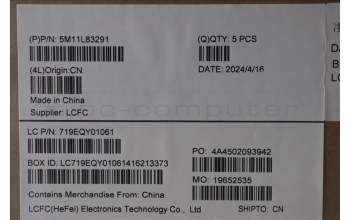 (P)P/N: 5M11L83291
(Q)QTY: 5 PCS
(4L)Origin:CN
DATE: 2024/4/16
Made in China
Supplier: LCFC
LC P/N: 719EQY01061
PO: 4A4502093942
BOX ID: LC719EQY01061416213373
MO: 19652535
Contains Merchandise From: China
LCFC(HeFei) Electronics Technology Co., Ltd
SHIPTO: CN